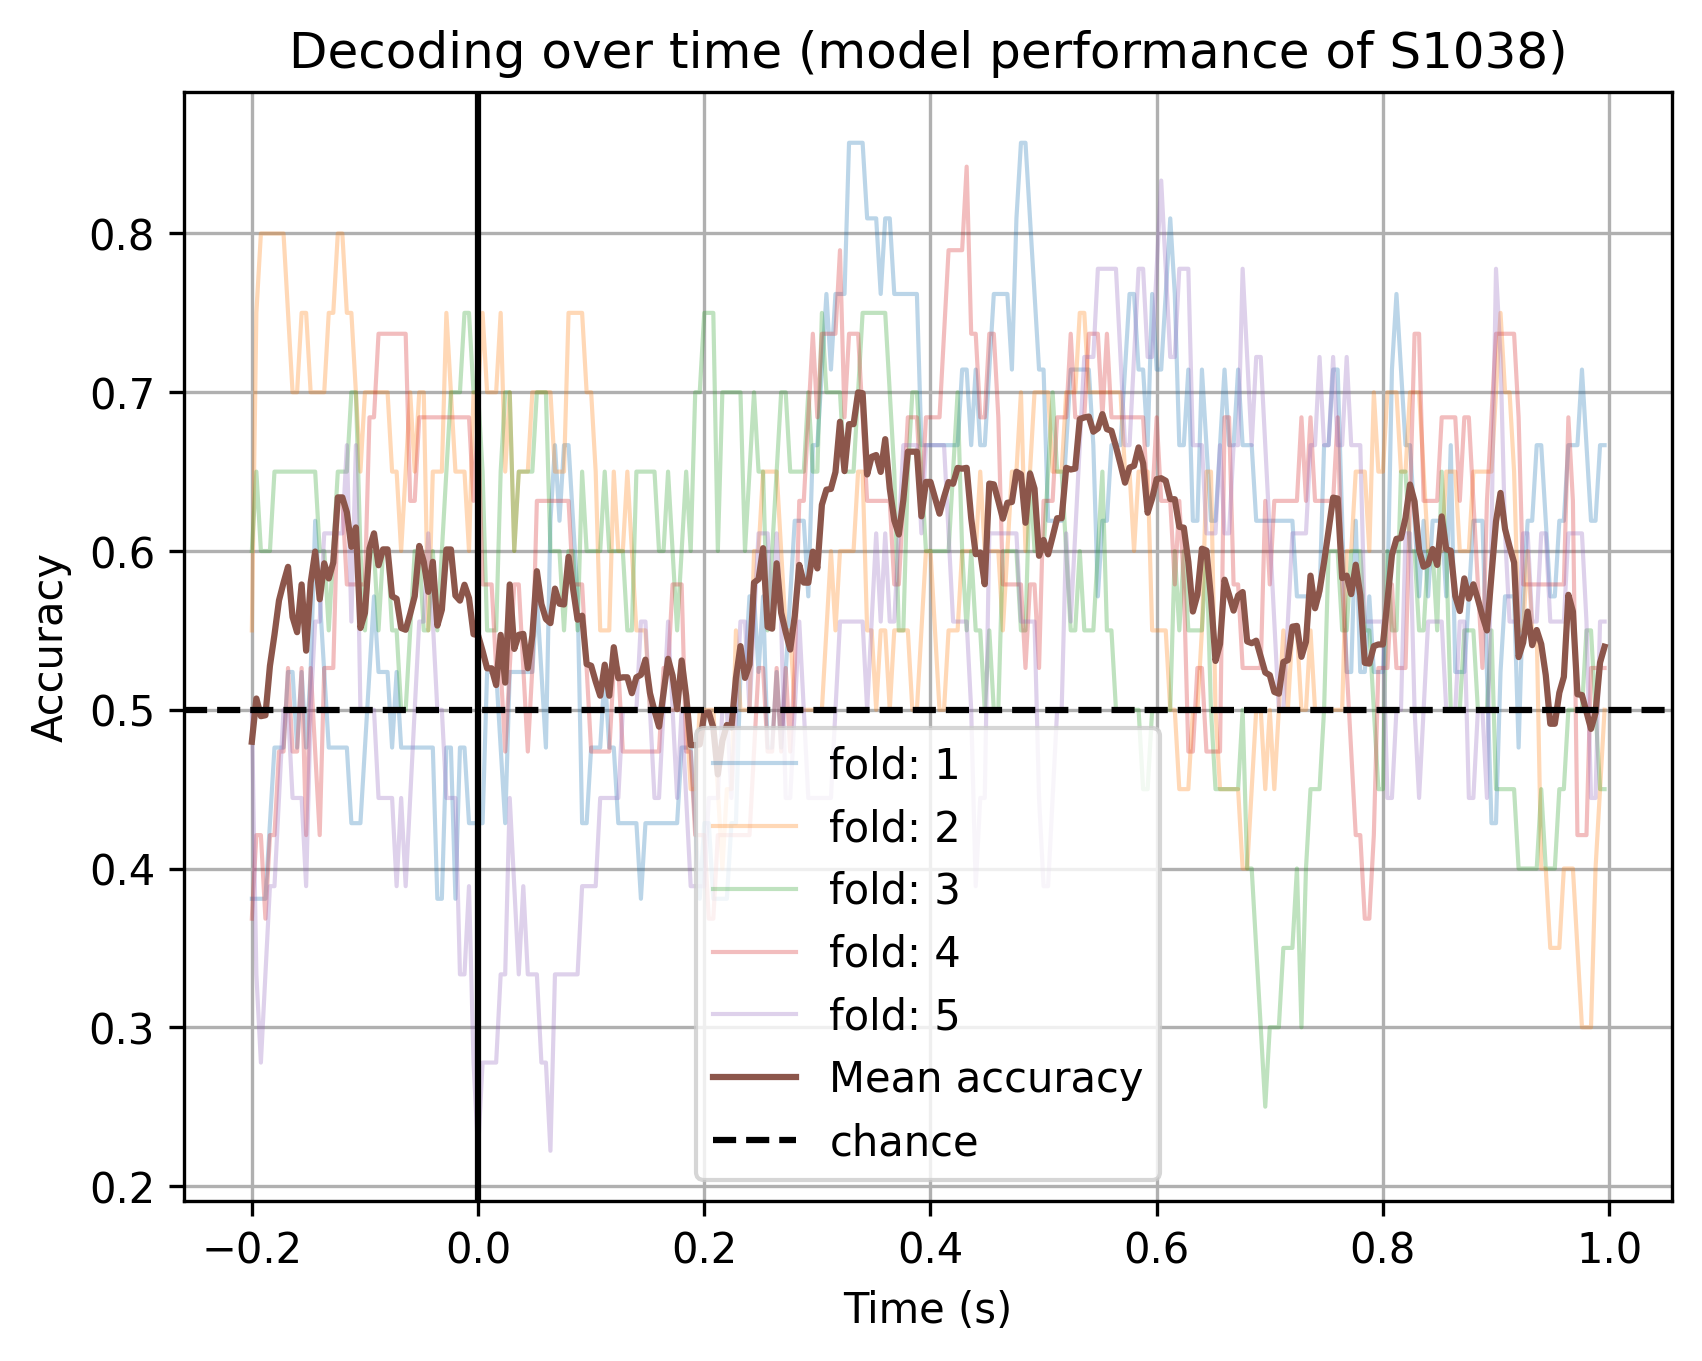 Decoding over time (model performance of S1038)
Accuracy
0.8
0.7
0.6
0.5
0.4
0.3
0.2
fold: 1
fold: 2
fold: 3
fold: 4
fold: 5
Mean accuracy
chance
−0.2 0.0 0.2 0.4 0.6 0.8 1.0
Time (s)